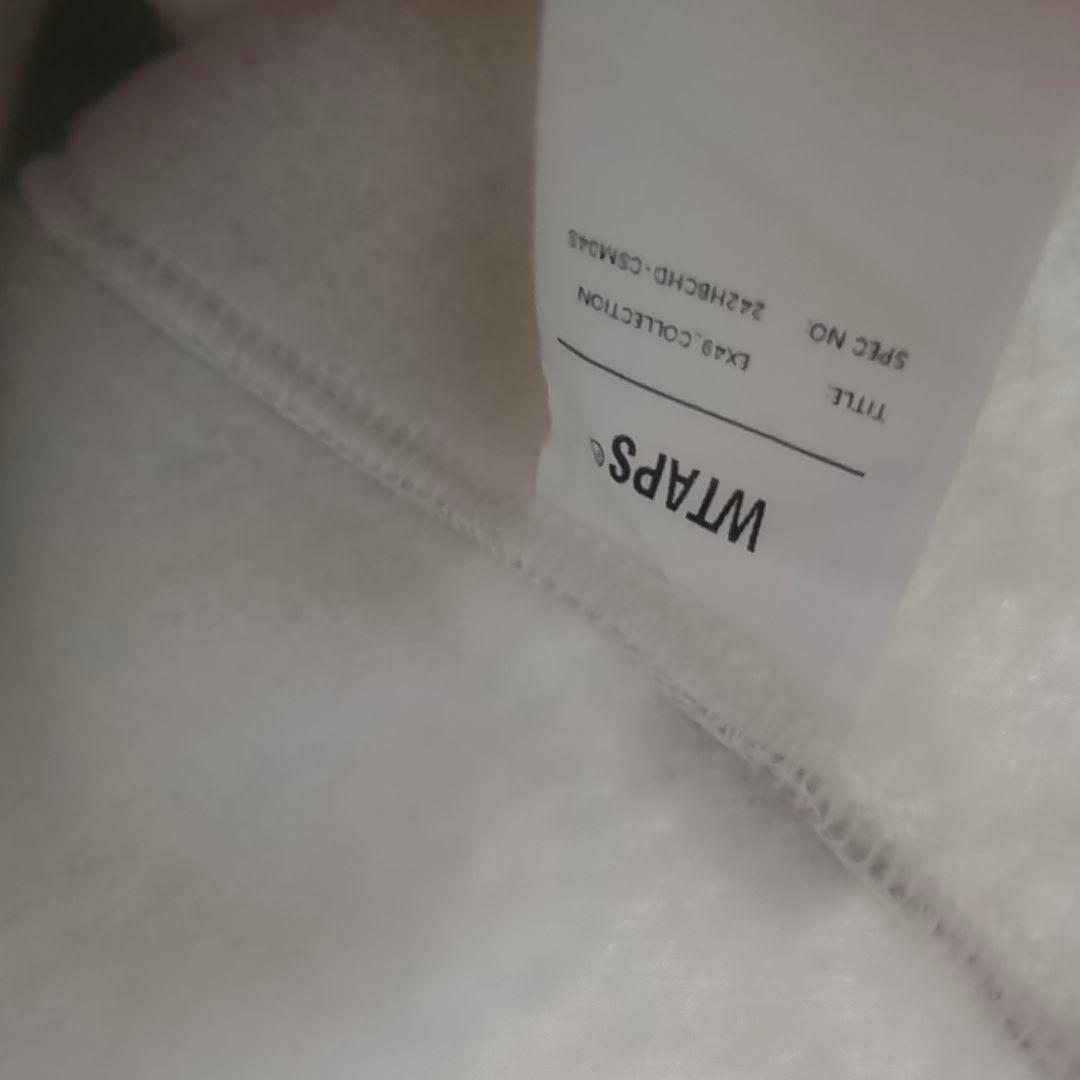 WTAPS®
TITLE: EX49_COLLECTION
SPEC NO. 242HBCHD-CSM04S